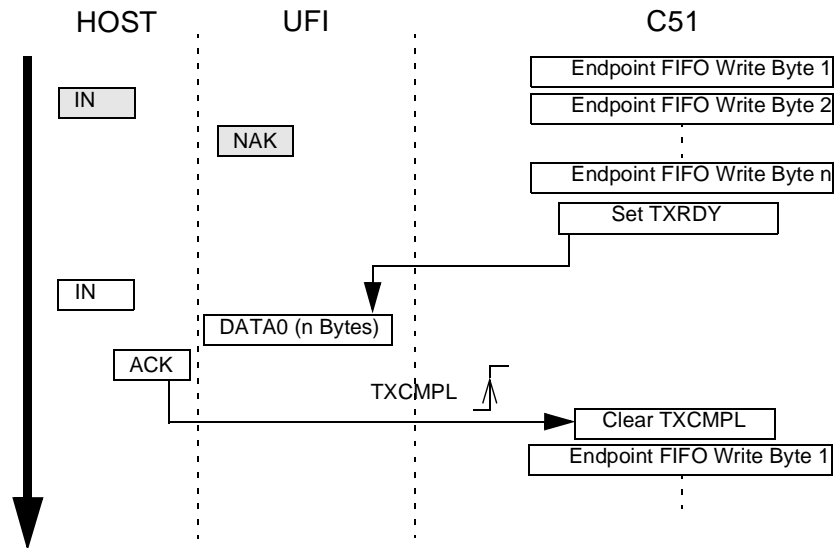 HOST UFI C51
Endpoint FIFO Write Byte 1
IN
Endpoint FIFO Write Byte 2
NAK
Endpoint FIFO Write Byte n
Set TXRDY
IN
DATA0 (n Bytes)
ACK
TXCMPL
Clear TXCMPL
Endpoint FIFO Write Byte 1